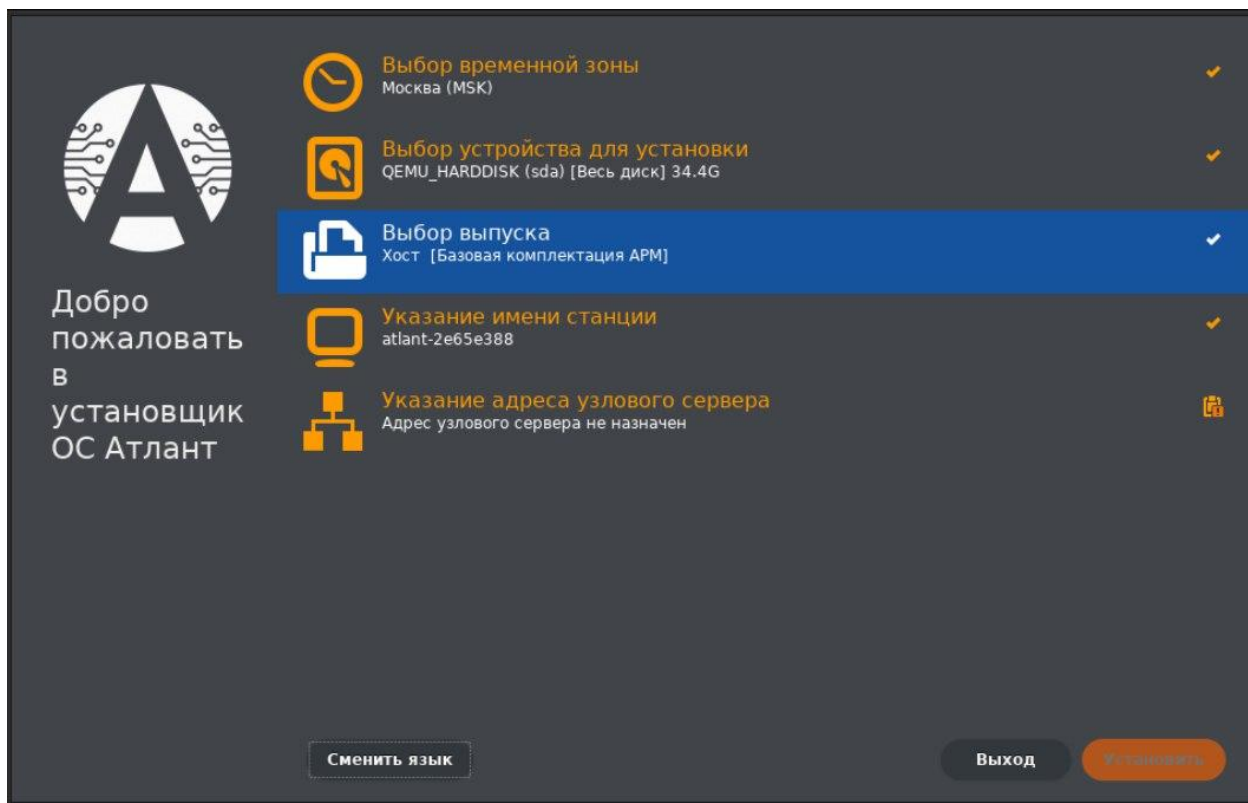 Добро
пожаловать
в
установщик
ОС Атлант
Выбор временной зоны
Москва (MSK)
Выбор устройства для установки
QEMU_HARDDISK (sda) [Весь диск] 34.4G
Выбор выпуска
Хост [Базовая комплектация АРМ]
Указание имени станции
atlant-2e65e388
Указание адреса узлового сервера
Адрес узлового сервера не назначен
Сменить язык
Выход
Установить